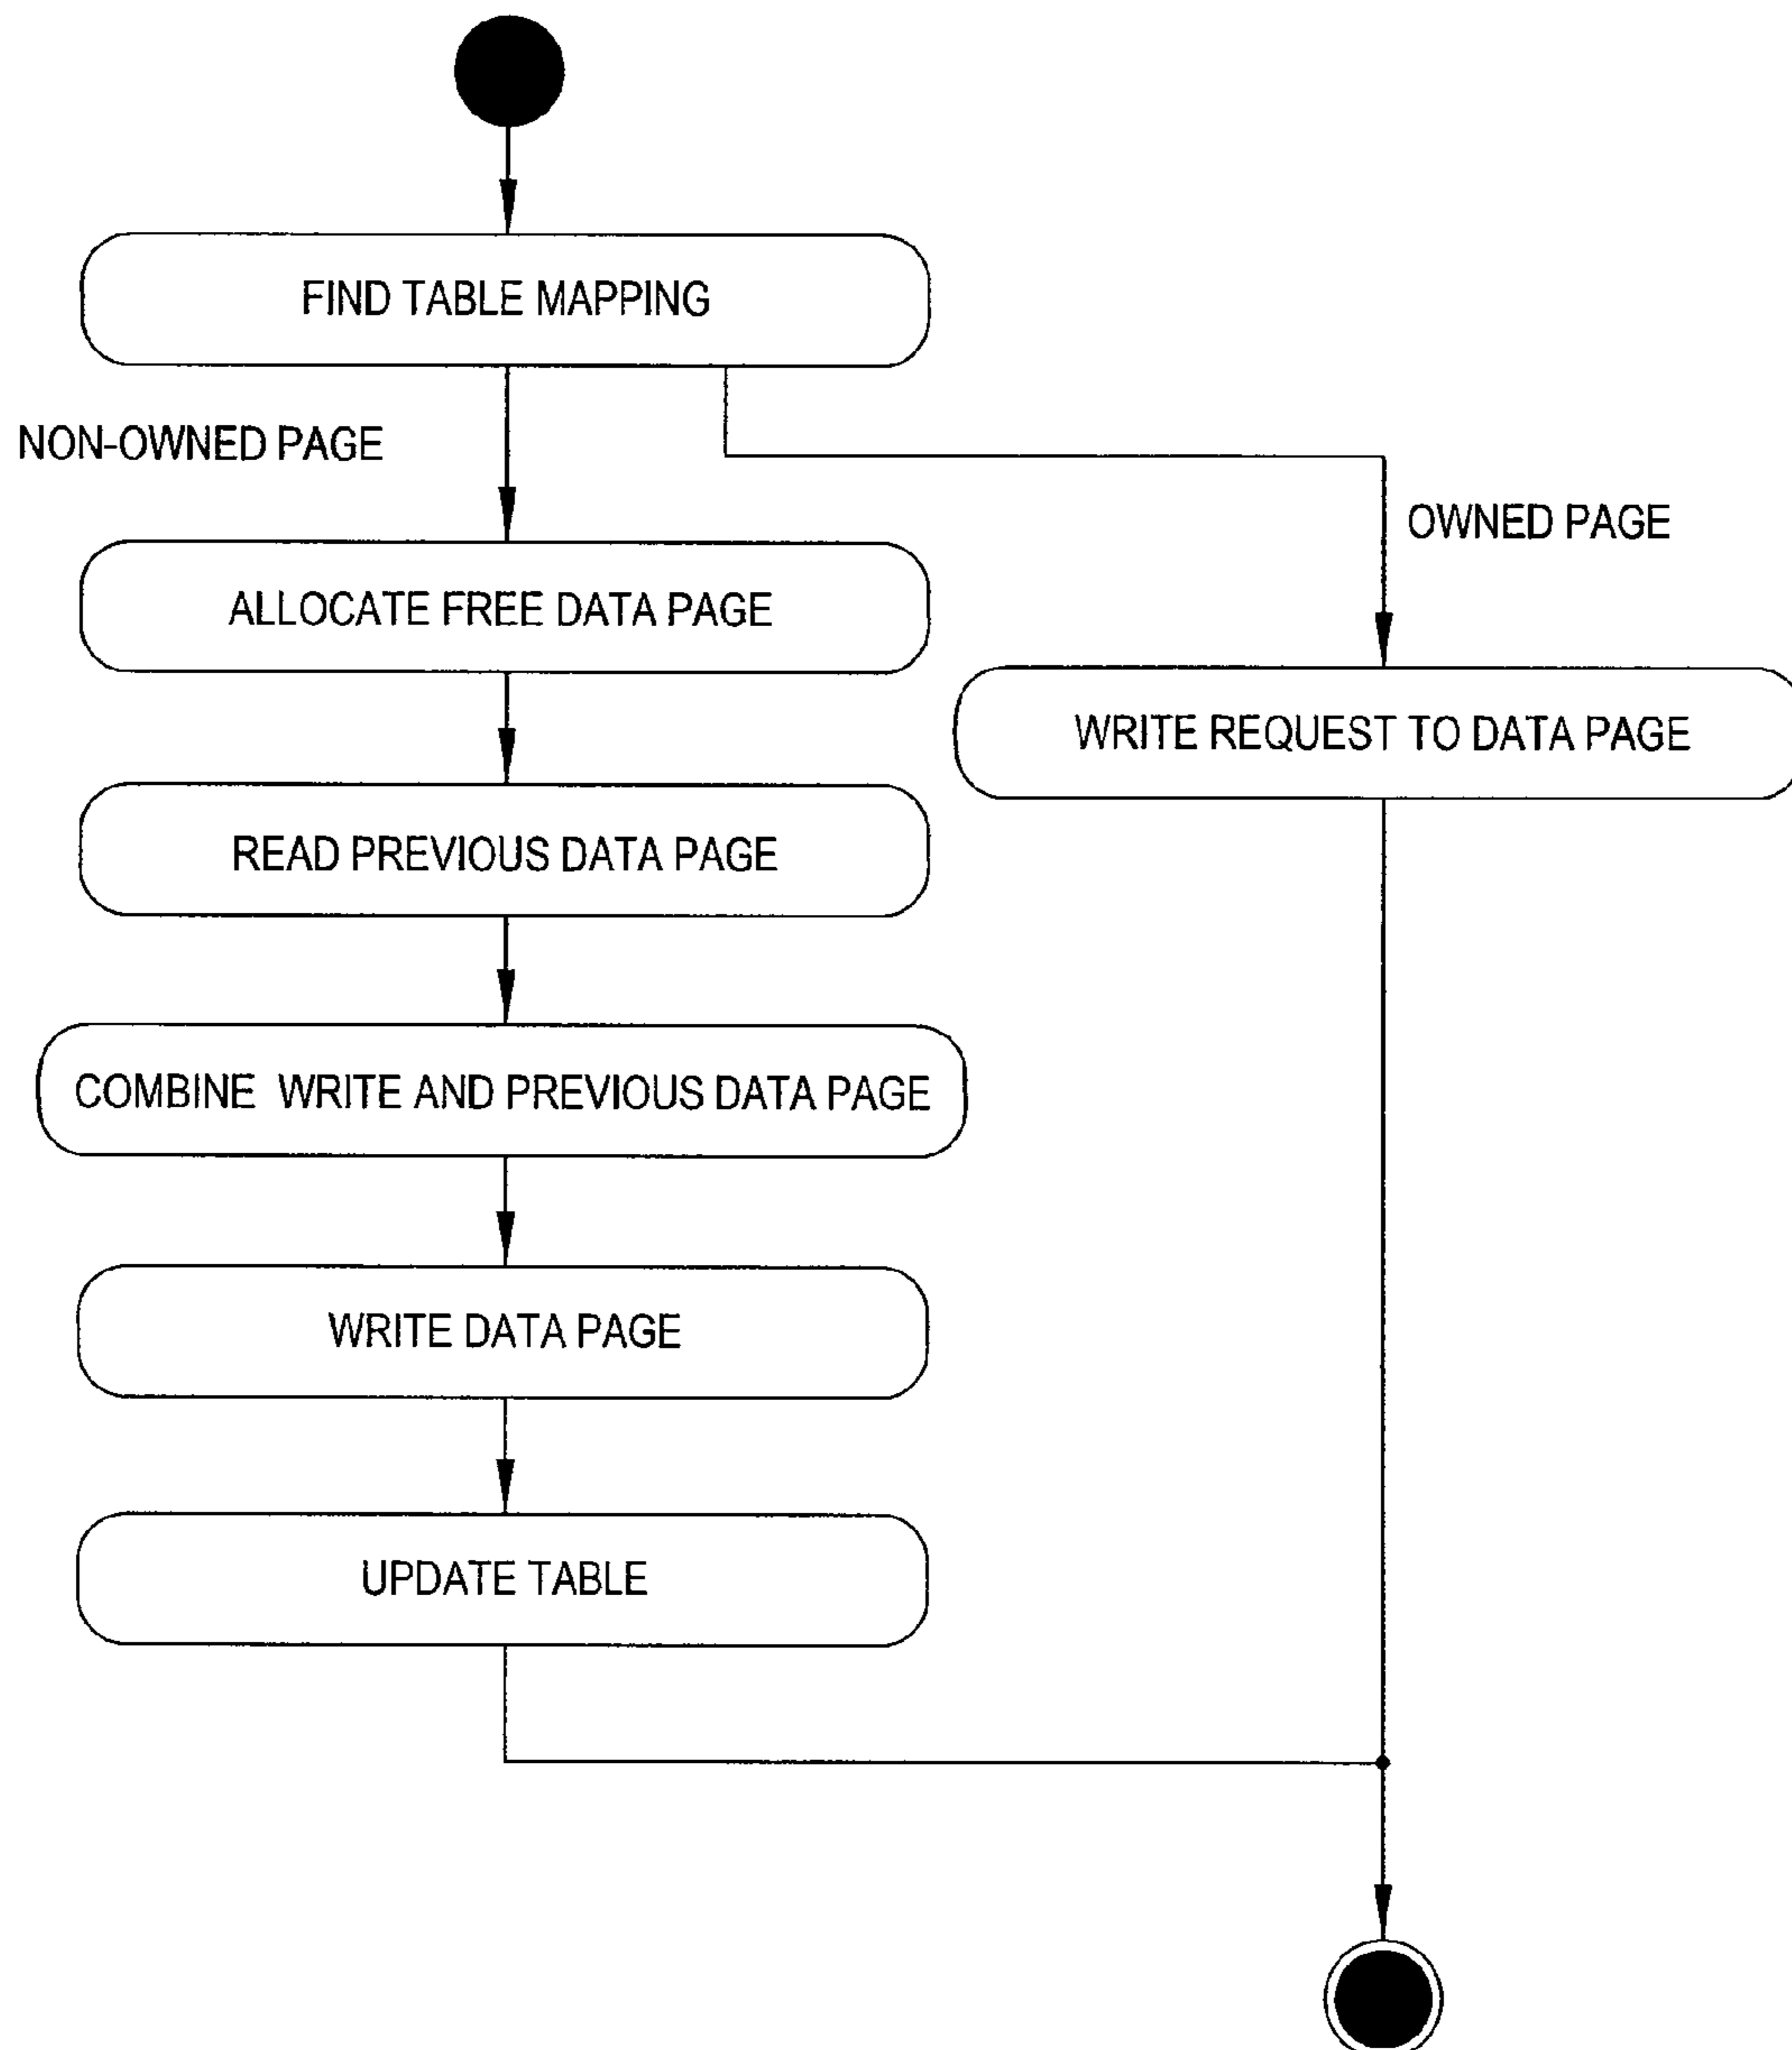 FIND TABLE MAPPING
NON-OWNED PAGE
OWNED PAGE
ALLOCATE FREE DATA PAGE
WRITE REQUEST TO DATA PAGE
READ PREVIOUS DATA PAGE
COMBINE WRITE AND PREVIOUS DATA PAGE
WRITE DATA PAGE
UPDATE TABLE